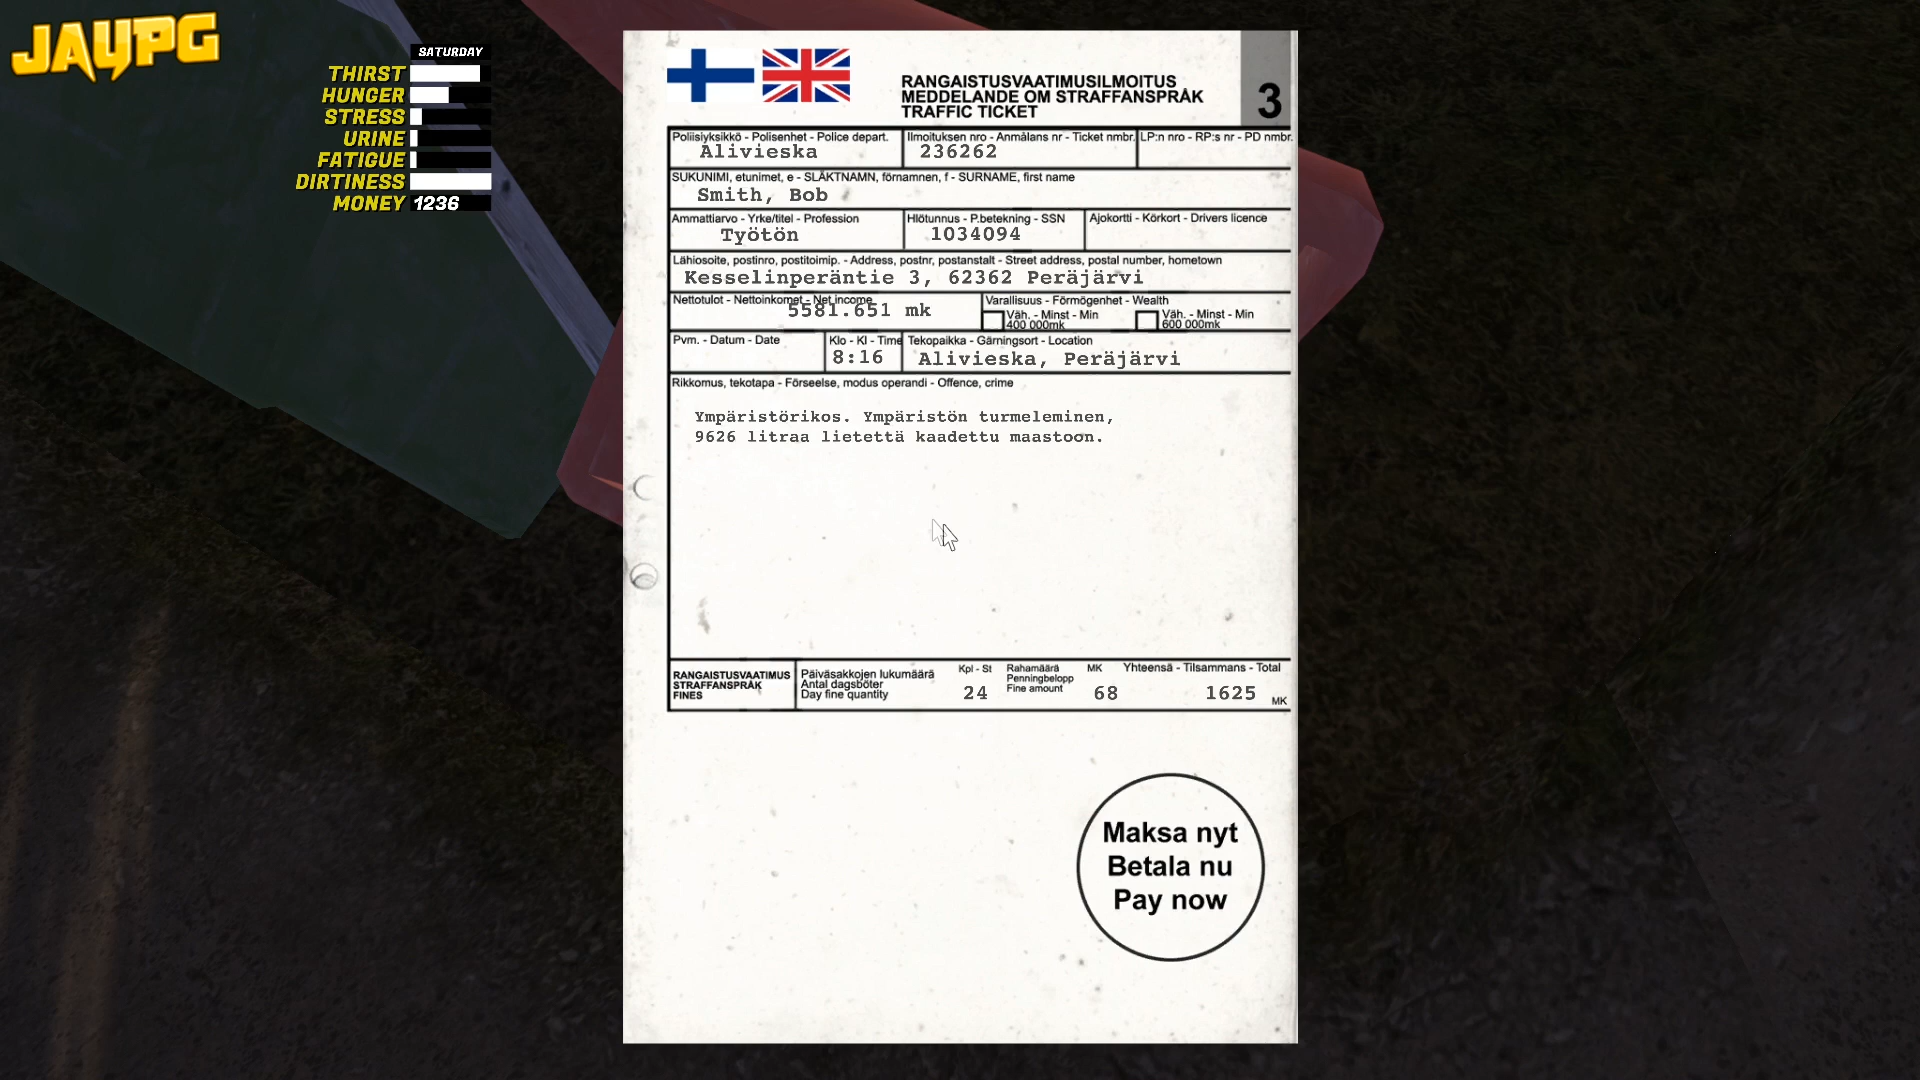 JAYPG
SATURDAY
THIRST
HUNGER
STRESS
URINE
FATIGUE
DIRTINESS
MONEY 1236
RANGAISTUSVAATIMUSILMOITUS
MEDDELANDE OM STRAFFANSPRÅK
TRAFFIC TICKET
3
Poliisiyksikkö - Polisenhet - Police depart.
Alivieska
Ilmoituksen nro - Anmälans nr - Ticket nmbr.
236262
LP:n nro - RP:s nr - PD nmbr.
SUKUNIMI, etunimet, e - SLÄKTNAMN, förnamnen, f - SURNAME, first name
Smith, Bob
Ammattiarvo - Yrke/titel - Profession
Työtön
Hlötunnus - P.betekning - SSN
1034094
Ajokortti - Körkort - Drivers licence
Lähiosoite, postinro, postitoimip. - Address, postnr, postanstalt - Street address, postal number, hometown
Kesselinperäntie 3, 62362 Peräjärvi
Nettotulot - Nettoinkomet - Net income
5581.651 mk
Varallisuus - Förmögenhet - Wealth
Väh. - Minst - Min
400 000mk
Väh. - Minst - Min
600 000mk
Pvm. - Datum - Date
Klo - Kl - Time
8:16
Tekopaikka - Gärningsort - Location
Alivieska, Peräjärvi
Rikkomus, tekotapa - Förseelse, modus operandi - Offence, crime
Ympäristörikos. Ympäristön turmeleminen,
9626 litraa lietettä kaadettu maastoon.
RANGAISTUSVAATIMUS
STRAFFANSPRÅK
FINES
Päiväsakkojen lukumäärä
Antal dagsböter
Day fine quantity
Kpl - St
24
Rahamäärä
Penningbelopp
Fine amount
MK
68
Yhteensä - Tilsammans - Total
1625
MK
Maksa nyt
Betala nu
Pay now